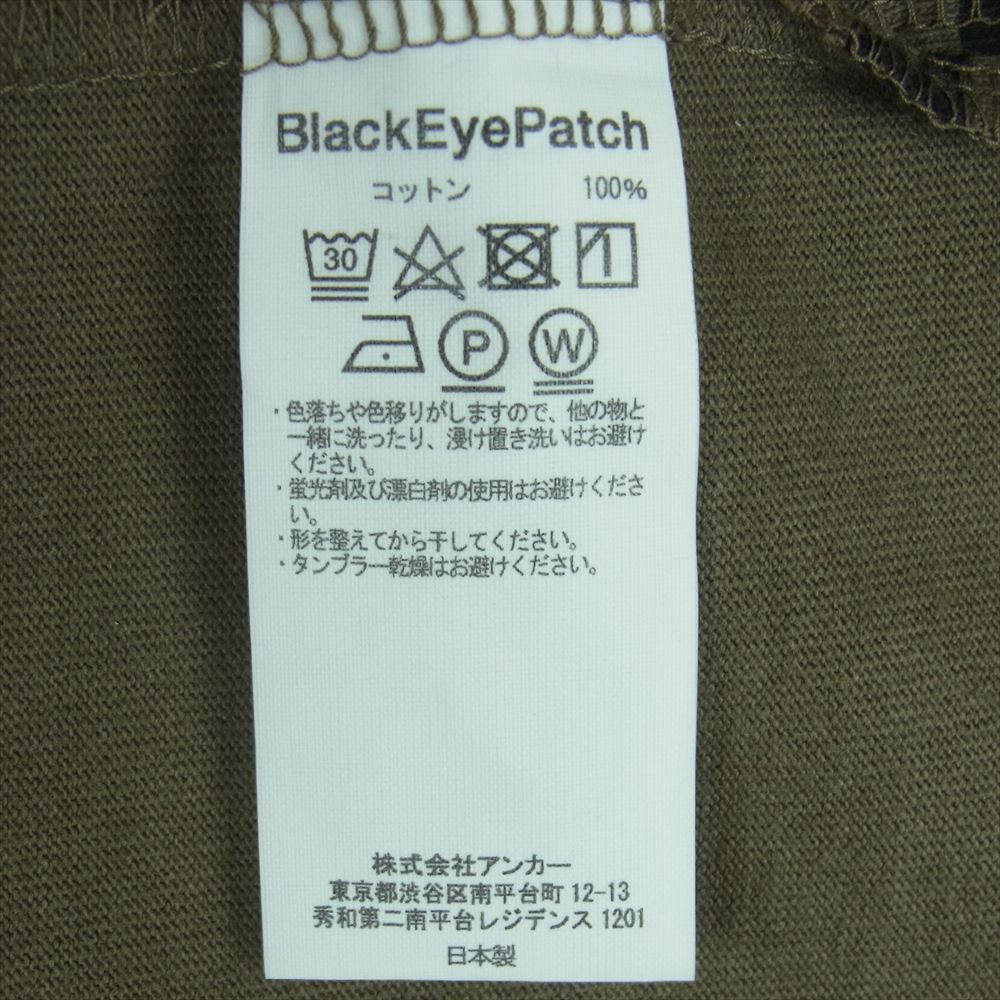 BlackEyePatch
コットン 100%
30
P W
・色落ちや色移りがしますので、他の物と
一緒に洗ったり、浸け置き洗いはお避け
ください。
・蛍光剤及び漂白剤の使用はお避けくださ
い。
・形を整えてから干してください。
・タンブラー乾燥はお避けください。
株式会社アンカー
東京都渋谷区南平台町 12-13
秀和第二南平台レジデンス 1201
日本製